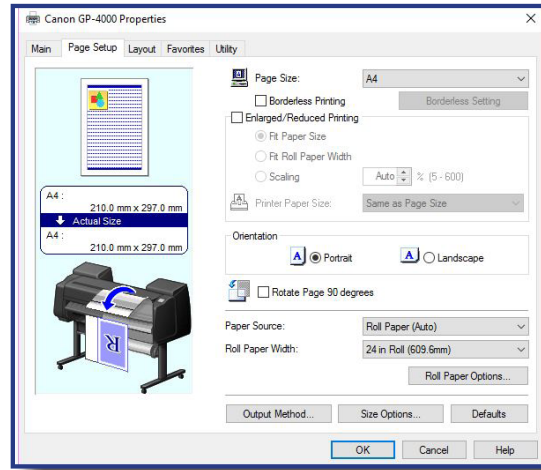 Canon GP-4000 Properties
Main Page Setup Layout Favorites Utility
Page Size: A4
Borderless Printing Borderless Setting
Enlarged/Reduced Printing
Fit Paper Size
Fit Roll Paper Width
Scaling Auto % (5 - 600)
Printer Paper Size: Same as Page Size
A4 :
210.0 mm x 297.0 mm
Actual Size
A4 :
210.0 mm x 297.0 mm
Orientation
A Portrait A Landscape
Rotate Page 90 degrees
R
Paper Source: Roll Paper (Auto)
Roll Paper Width: 24 in Roll (609.6mm)
Roll Paper Options...
Output Method... Size Options... Defaults
OK Cancel Help